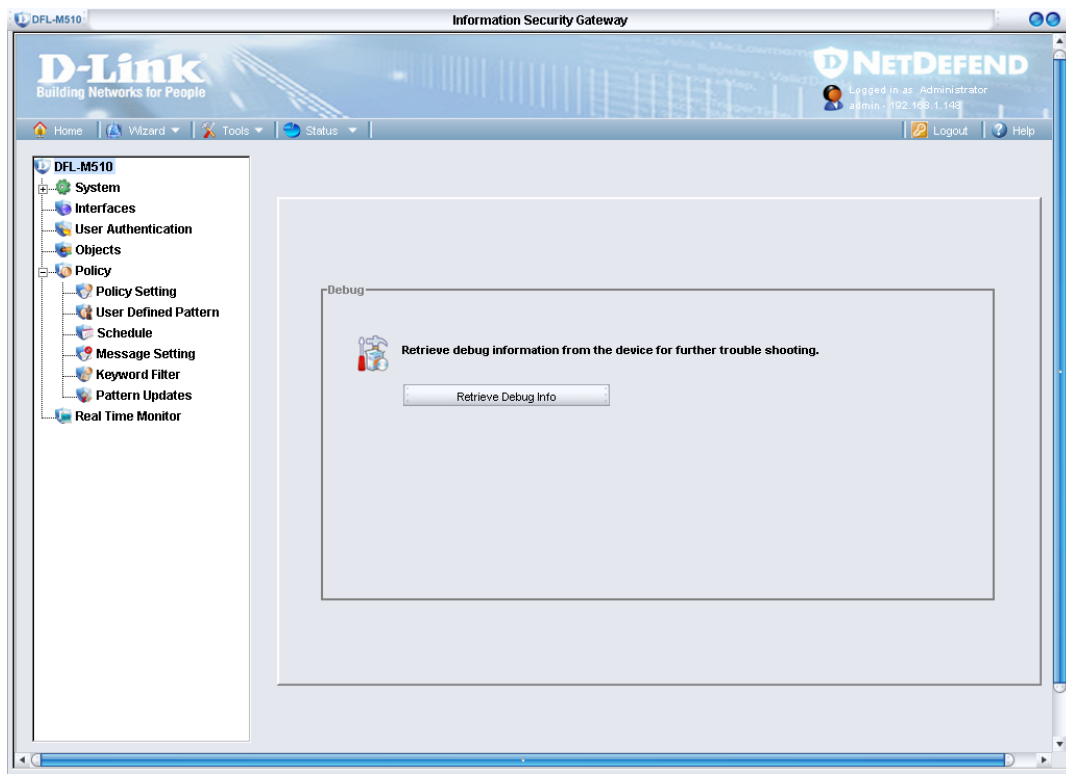 DFL-M510
Information Security Gateway
D-Link
Building Networks for People
NETDEFEND
Logged in as Administrator
admin - 192.168.1.148
Home
Wizard
Tools
Status
Logout
Help
DFL-M510
System
Interfaces
User Authentication
Objects
Policy
Policy Setting
User Defined Pattern
Schedule
Message Setting
Keyword Filter
Pattern Updates
Real Time Monitor
Debug
Retrieve debug information from the device for further trouble shooting.
Retrieve Debug Info